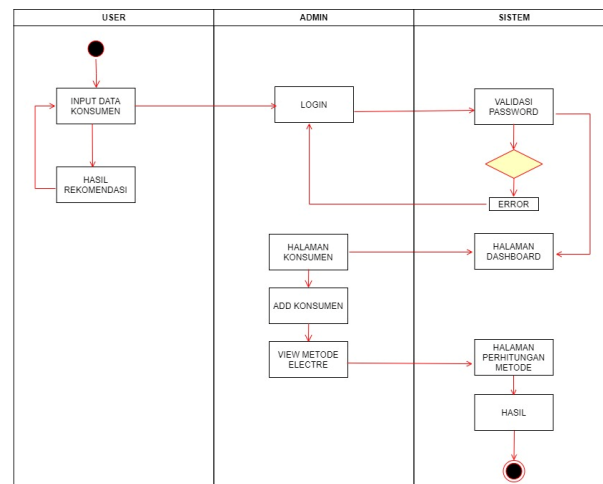 USER
ADMIN
SISTEM
INPUT DATA
KONSUMEN
LOGIN
VALIDASI
PASSWORD
HASIL
REKOMENDASI
ERROR
HALAMAN
KONSUMEN
HALAMAN
DASHBOARD
ADD KONSUMEN
VIEW METODE
ELECTRE
HALAMAN
PERHITUNGAN
METODE
HASIL